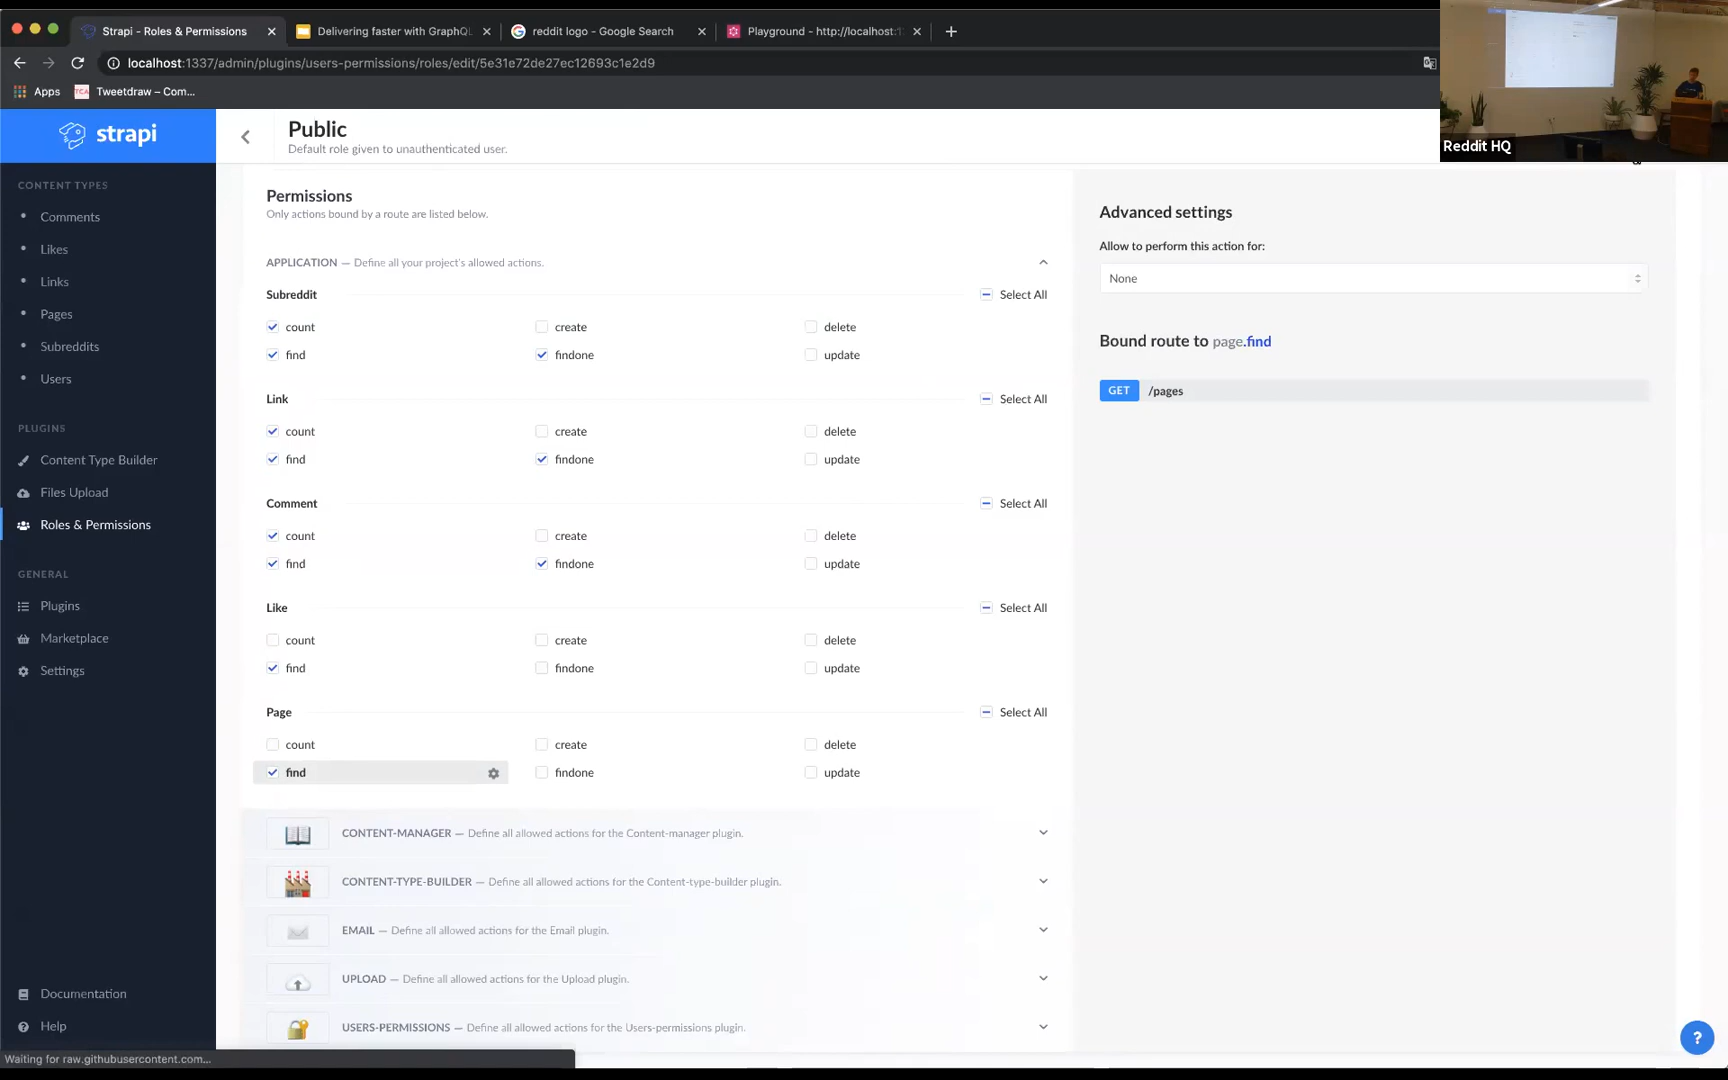 Strapi - Roles & Permissions
Delivering faster with GraphQL
reddit logo - Google Search
Playground - http://localhost:1
localhost:1337/admin/plugins/users-permissions/roles/edit/5e31e72de27ec12693c1e2d9
Apps
TCA
Tweetdraw – Com...
Reddit HQ
strapi
CONTENT TYPES
Comments
Likes
Links
Pages
Subreddits
Users
PLUGINS
Content Type Builder
Files Upload
Roles & Permissions
GENERAL
Plugins
Marketplace
Settings
Documentation
Help
Public
Default role given to unauthenticated user.
Permissions
Only actions bound by a route are listed below.
APPLICATION — Define all your project's allowed actions.
Subreddit Select All
count create delete
find findone update
Link Select All
count create delete
find findone update
Comment Select All
count create delete
find findone update
Like Select All
count create delete
find findone update
Page Select All
count create delete
find findone update
CONTENT-MANAGER — Define all allowed actions for the Content-manager plugin.
CONTENT-TYPE-BUILDER — Define all allowed actions for the Content-type-builder plugin.
EMAIL — Define all allowed actions for the Email plugin.
UPLOAD — Define all allowed actions for the Upload plugin.
USERS-PERMISSIONS — Define all allowed actions for the Users-permissions plugin.
Advanced settings
Allow to perform this action for:
None
Bound route to page.find
GET /pages
?
Waiting for raw.githubusercontent.com...